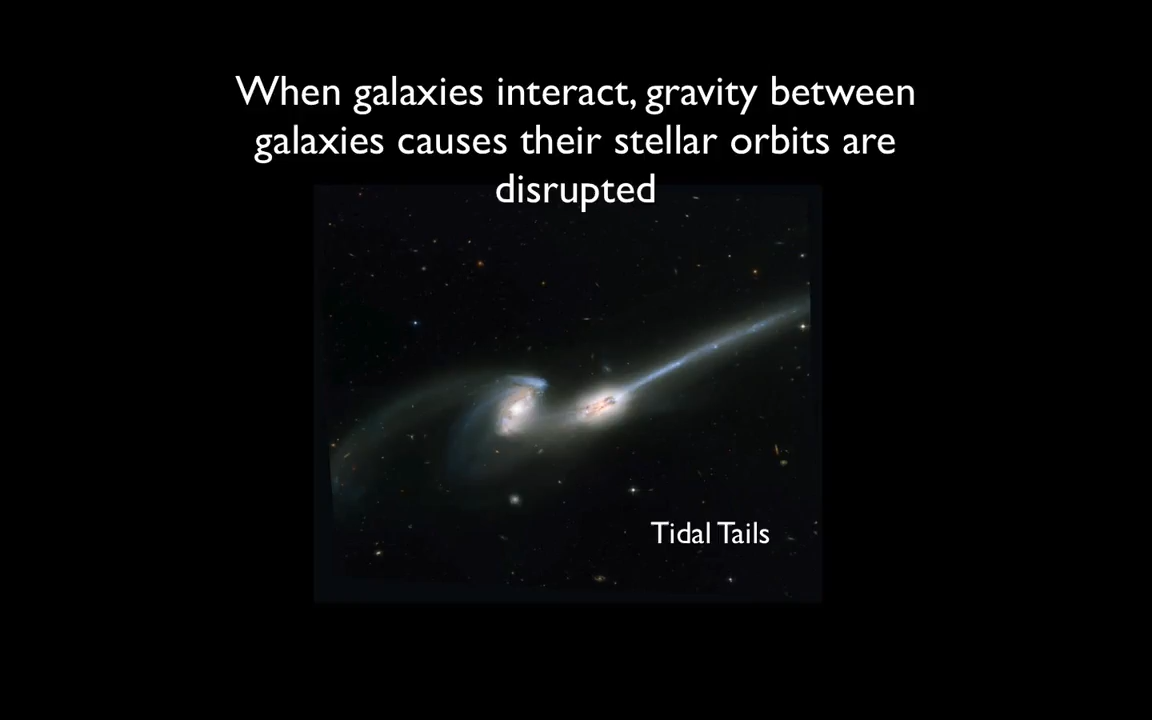 When galaxies interact, gravity between
galaxies causes their stellar orbits are
disrupted
Tidal Tails